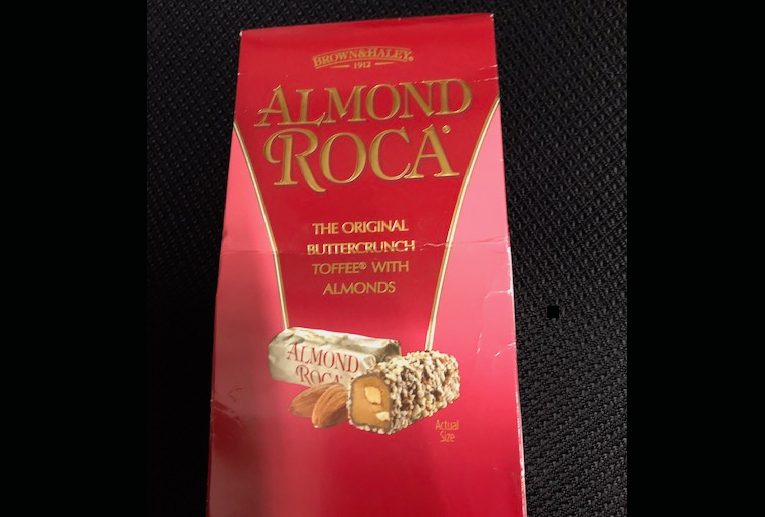 BROWN&HALEY®
1912
ALMOND
ROCA®
THE ORIGINAL
BUTTERCRUNCH
TOFFEE® WITH
ALMONDS
ALMOND
ROCA
Actual
Size